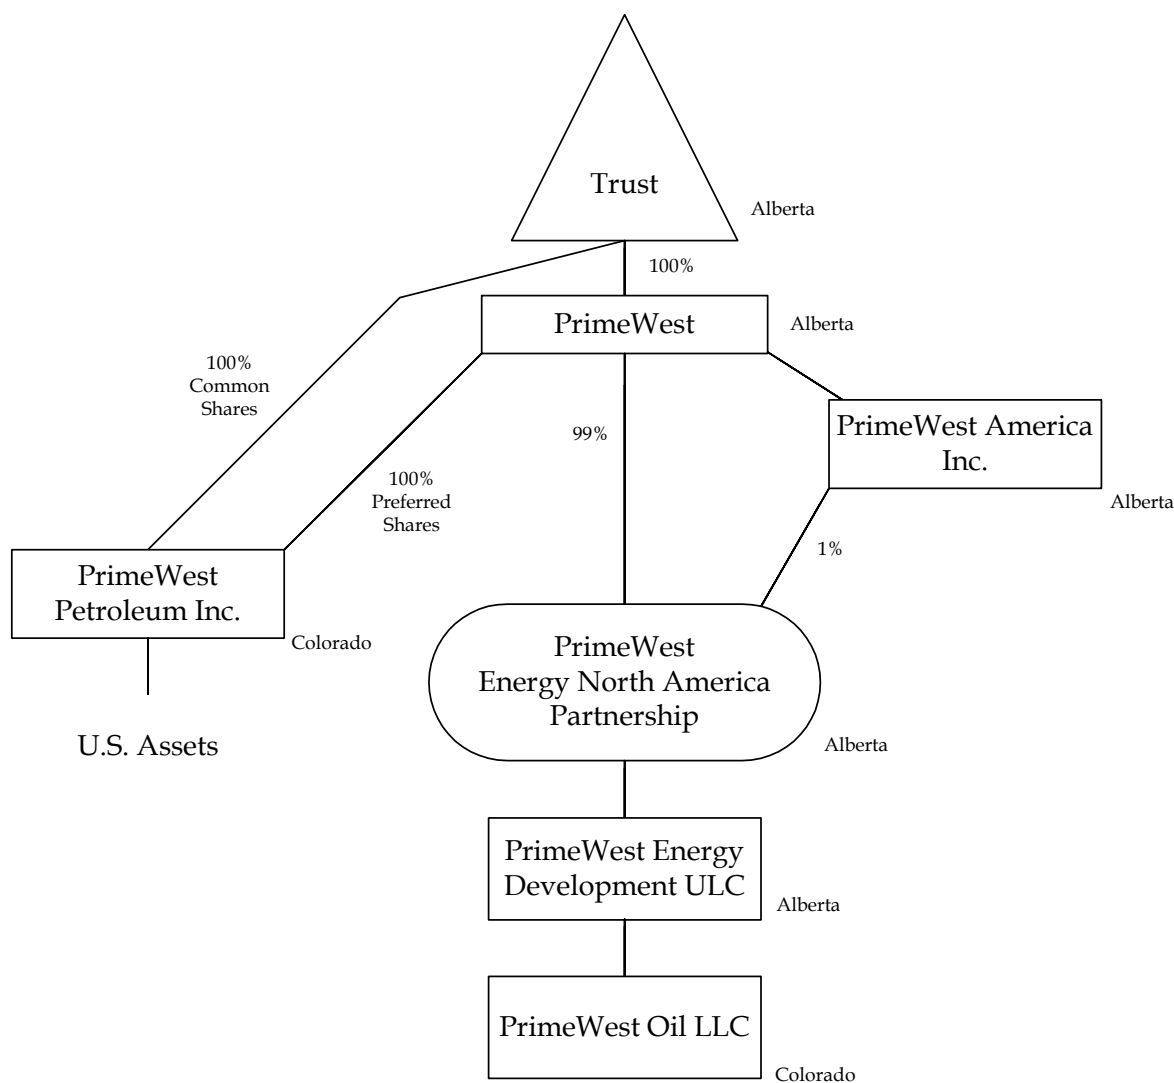 Trust
Alberta
100%
PrimeWest
Alberta
100%
Common
Shares
PrimeWest America
Inc.
Alberta
99%
100%
Preferred
Shares
1%
PrimeWest
Petroleum Inc.
Colorado
U.S. Assets
PrimeWest
Energy North America
Partnership
Alberta
PrimeWest Energy
Development ULC
Alberta
PrimeWest Oil LLC
Colorado